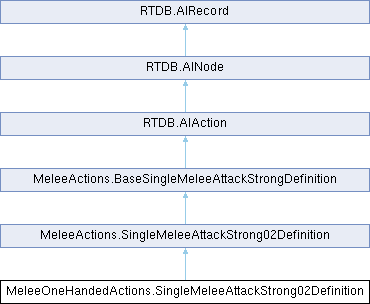 RTDB.AIRecord
RTDB.AINode
RTDB.AIAction
MeleeActions.BaseSingleMeleeAttackStrongDefinition
MeleeActions.SingleMeleeAttackStrong02Definition
MeleeOneHandedActions.SingleMeleeAttackStrong02Definition